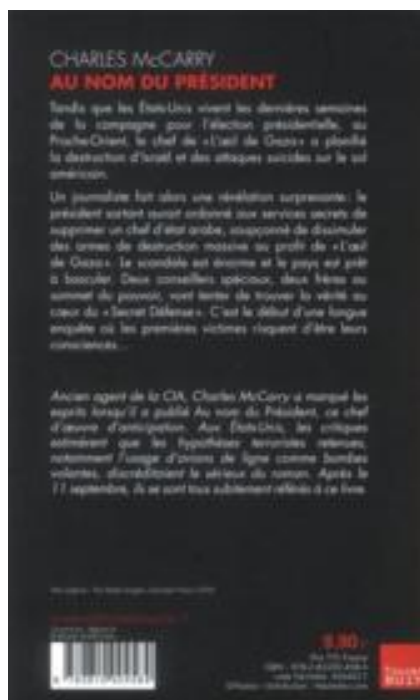 CHARLES McCARRY
AU NOM DU PRÉSIDENT
Tandis que les États-Unis vivent les dernières semaines
de la campagne pour l'élection présidentielle, au
Proche-Orient, le chef de «L'œil de Gaza» a planifié
la destruction d'Israël et des attaques suicides sur le sol
américain.
Un journaliste fait alors une révélation surprenante : le
président sortant aurait ordonné aux services secrets de
supprimer un chef d'état arabe, soupçonné de dissimuler
des armes de destruction massive au profit de «L'œil
de Gaza». Le scandale est énorme et le pays est prêt
à basculer. Deux conseillers spéciaux, deux frères au
sommet du pouvoir, vont tenter de trouver la vérité au
cœur du «Secret Défense». C'est le début d'une longue
enquête où les premières victimes risquent d'être leurs
consciences...
Ancien agent de la CIA, Charles McCarry a marqué les
esprits lorsqu'il a publié Au nom du Président, ce chef
d'œuvre d'anticipation. Aux États-Unis, les critiques
estimèrent que les hypothèses terroristes retenues,
notamment l'usage d'avions de ligne comme bombes
volantes, discréditaient le sérieux du roman. Après le
11 septembre, ils se sont tous subitement référés à ce livre.